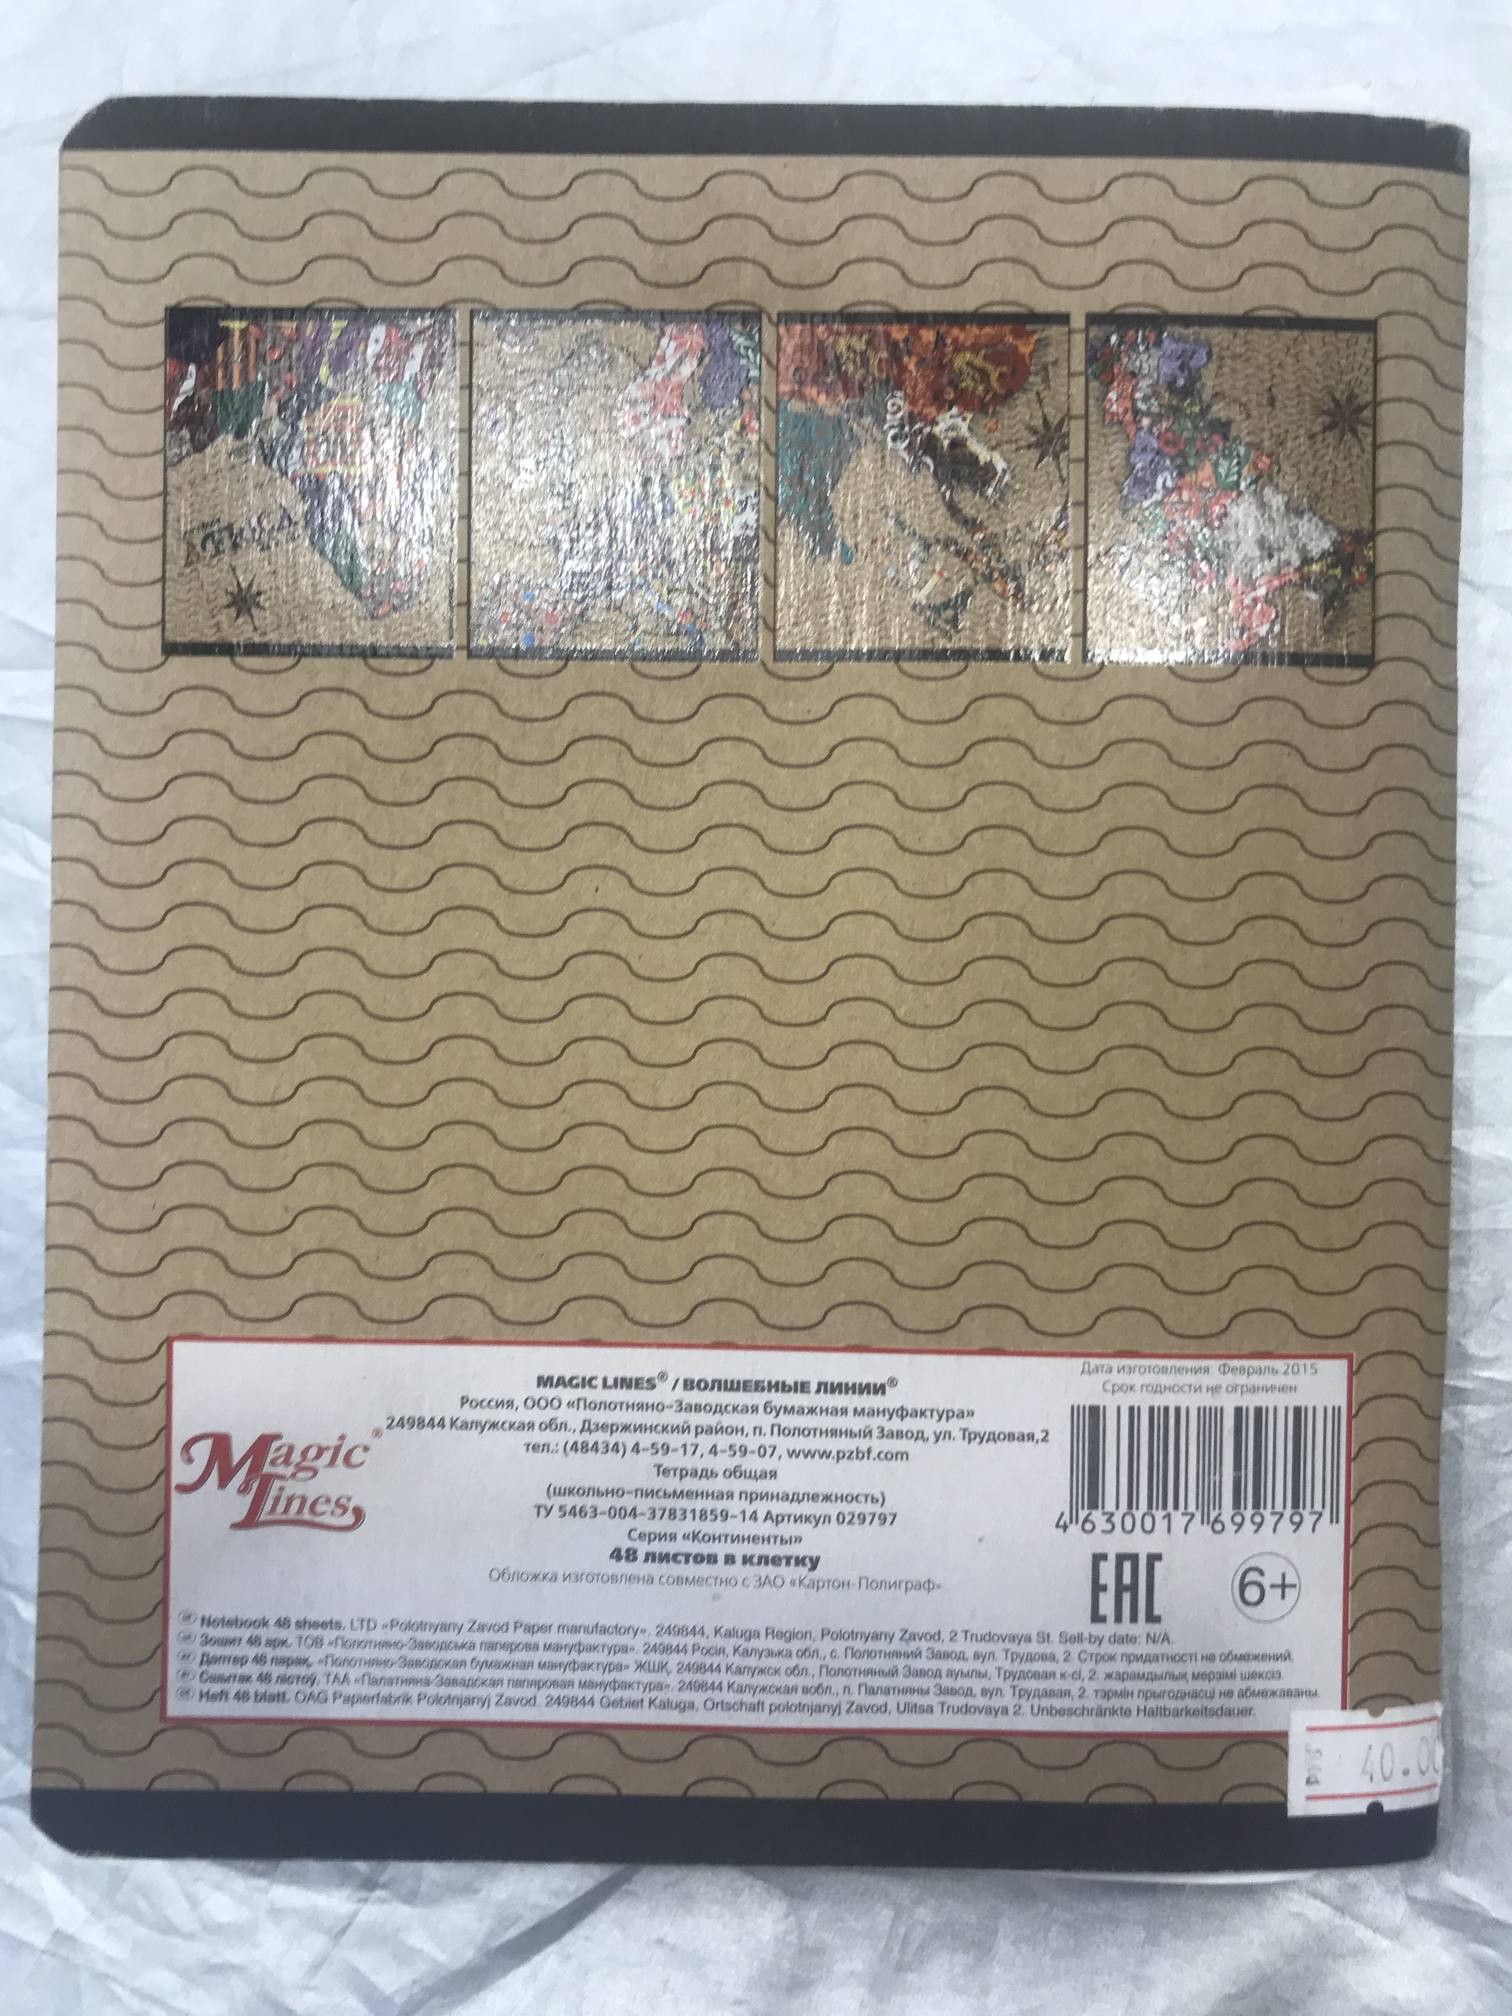 АФРИКА
Дата изготовления: Февраль 2015
Срок годности не ограничен
MAGIC LINES® / ВОЛШЕБНЫЕ ЛИНИИ®
Россия, ООО «Полотняно-Заводская бумажная мануфактура»
249844 Калужская обл., Дзержинский район, п. Полотняный Завод, ул. Трудовая,2
тел.: (48434) 4-59-17, 4-59-07, www.pzbf.com
Тетрадь общая
(школьно-письменная принадлежность)
ТУ 5463-004-37831859-14 Артикул 029797
Серия «Континенты»
48 листов в клетку
Обложка изготовлена совместно с ЗАО «Картон-Полиграф»
Magic
Lines®
4 630017 699797
EAC
6+
Notebook 48 sheets. LTD «Polotnyany Zavod Paper manufactory». 249844, Kaluga Region, Polotnyany Zavod, 2 Trudovaya St. Sell-by date: N/A.
Зошит 48 арк. ТОВ «Полотняно-Заводська паперова мануфактура». 249844 Росія, Калузька обл., с. Полотняний Завод, вул. Трудова, 2. Строк придатності не обмежений.
Дәптер 48 парақ. «Полотняно-Заводская бумажная мануфактура» ЖШҚ, 249844 Калужск обл., Полотняный Завод ауылы, Трудовая к-сі, 2. жарамдылық мерзімі шексіз.
Сшытак 48 лістоў. ТАА «Палатняна-Завадская папяровая мануфактура». 249844 Калужская вобл., п. Палатняны Завод, вул. Трудавая, 2. тэрмін прыгоднасці не абмежаваны.
Heft 48 blatt. OAG Papierfabrik Polotnjanyj Zavod. 249844 Gebiet Kaluga, Ortschaft polotnjanyj Zavod, Ulitsa Trudovaya 2. Unbeschränkte Haltbarkeitsdauer.
40.00